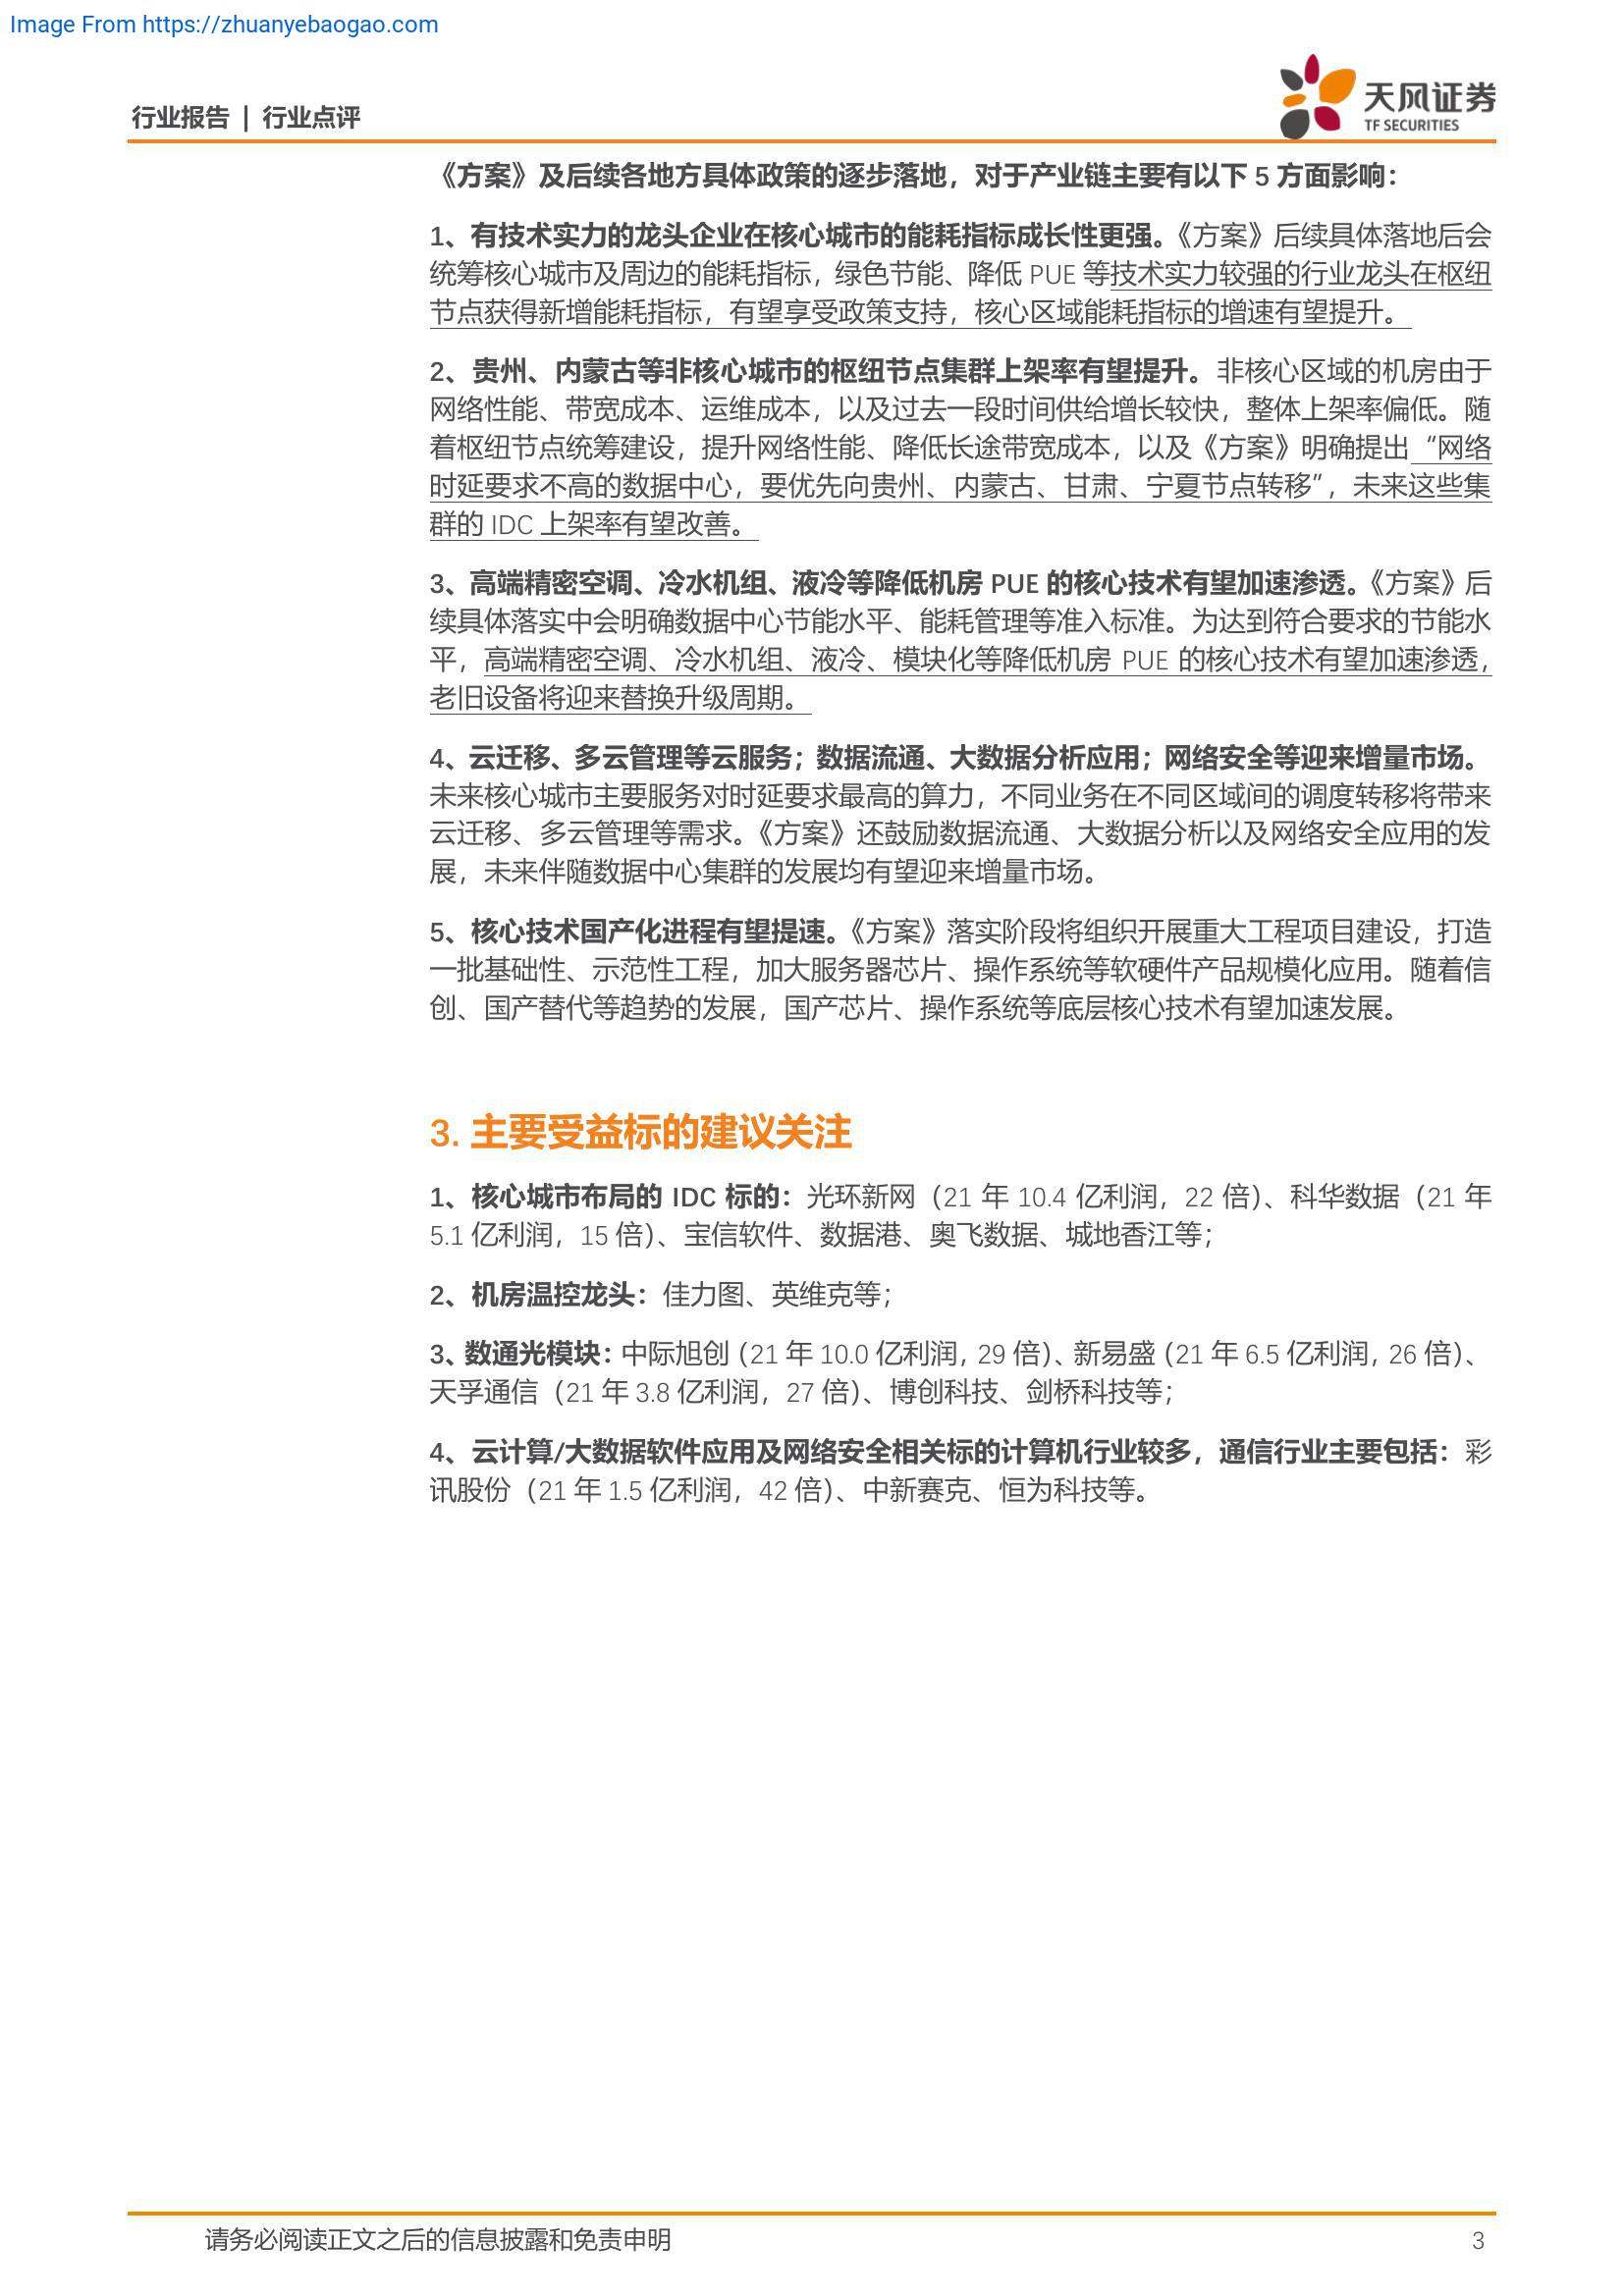 Image From https://zhuanyebaogao.com
行业报告 | 行业点评
天风证券
TF SECURITIES
《方案》及后续各地方具体政策的逐步落地，对于产业链主要有以下 5 方面影响：
1、有技术实力的龙头企业在核心城市的能耗指标成长性更强。《方案》后续具体落地后会
统筹核心城市及周边的能耗指标，绿色节能、降低 PUE 等技术实力较强的行业龙头在枢纽
节点获得新增能耗指标，有望享受政策支持，核心区域能耗指标的增速有望提升。
2、贵州、内蒙古等非核心城市的枢纽节点集群上架率有望提升。非核心区域的机房由于
网络性能、带宽成本、运维成本，以及过去一段时间供给增长较快，整体上架率偏低。随
着枢纽节点统筹建设，提升网络性能、降低长途带宽成本，以及《方案》明确提出“网络
时延要求不高的数据中心，要优先向贵州、内蒙古、甘肃、宁夏节点转移”，未来这些集
群的 IDC 上架率有望改善。
3、高端精密空调、冷水机组、液冷等降低机房 PUE 的核心技术有望加速渗透。《方案》后
续具体落实中会明确数据中心节能水平、能耗管理等准入标准。为达到符合要求的节能水
平，高端精密空调、冷水机组、液冷、模块化等降低机房 PUE 的核心技术有望加速渗透，
老旧设备将迎来替换升级周期。
4、云迁移、多云管理等云服务；数据流通、大数据分析应用；网络安全等迎来增量市场。
未来核心城市主要服务对时延要求最高的算力，不同业务在不同区域间的调度转移将带来
云迁移、多云管理等需求。《方案》还鼓励数据流通、大数据分析以及网络安全应用的发
展，未来伴随数据中心集群的发展均有望迎来增量市场。
5、核心技术国产化进程有望提速。《方案》落实阶段将组织开展重大工程项目建设，打造
一批基础性、示范性工程，加大服务器芯片、操作系统等软硬件产品规模化应用。随着信
创、国产替代等趋势的发展，国产芯片、操作系统等底层核心技术有望加速发展。
3. 主要受益标的建议关注
1、核心城市布局的 IDC 标的：光环新网（21 年 10.4 亿利润，22 倍）、科华数据（21 年
5.1 亿利润，15 倍）、宝信软件、数据港、奥飞数据、城地香江等；
2、机房温控龙头：佳力图、英维克等；
3、数通光模块：中际旭创（21 年 10.0 亿利润，29 倍）、新易盛（21 年 6.5 亿利润，26 倍）、
天孚通信（21 年 3.8 亿利润，27 倍）、博创科技、剑桥科技等；
4、云计算/大数据软件应用及网络安全相关标的计算机行业较多，通信行业主要包括：彩
讯股份（21 年 1.5 亿利润，42 倍）、中新赛克、恒为科技等。
请务必阅读正文之后的信息披露和免责申明
3